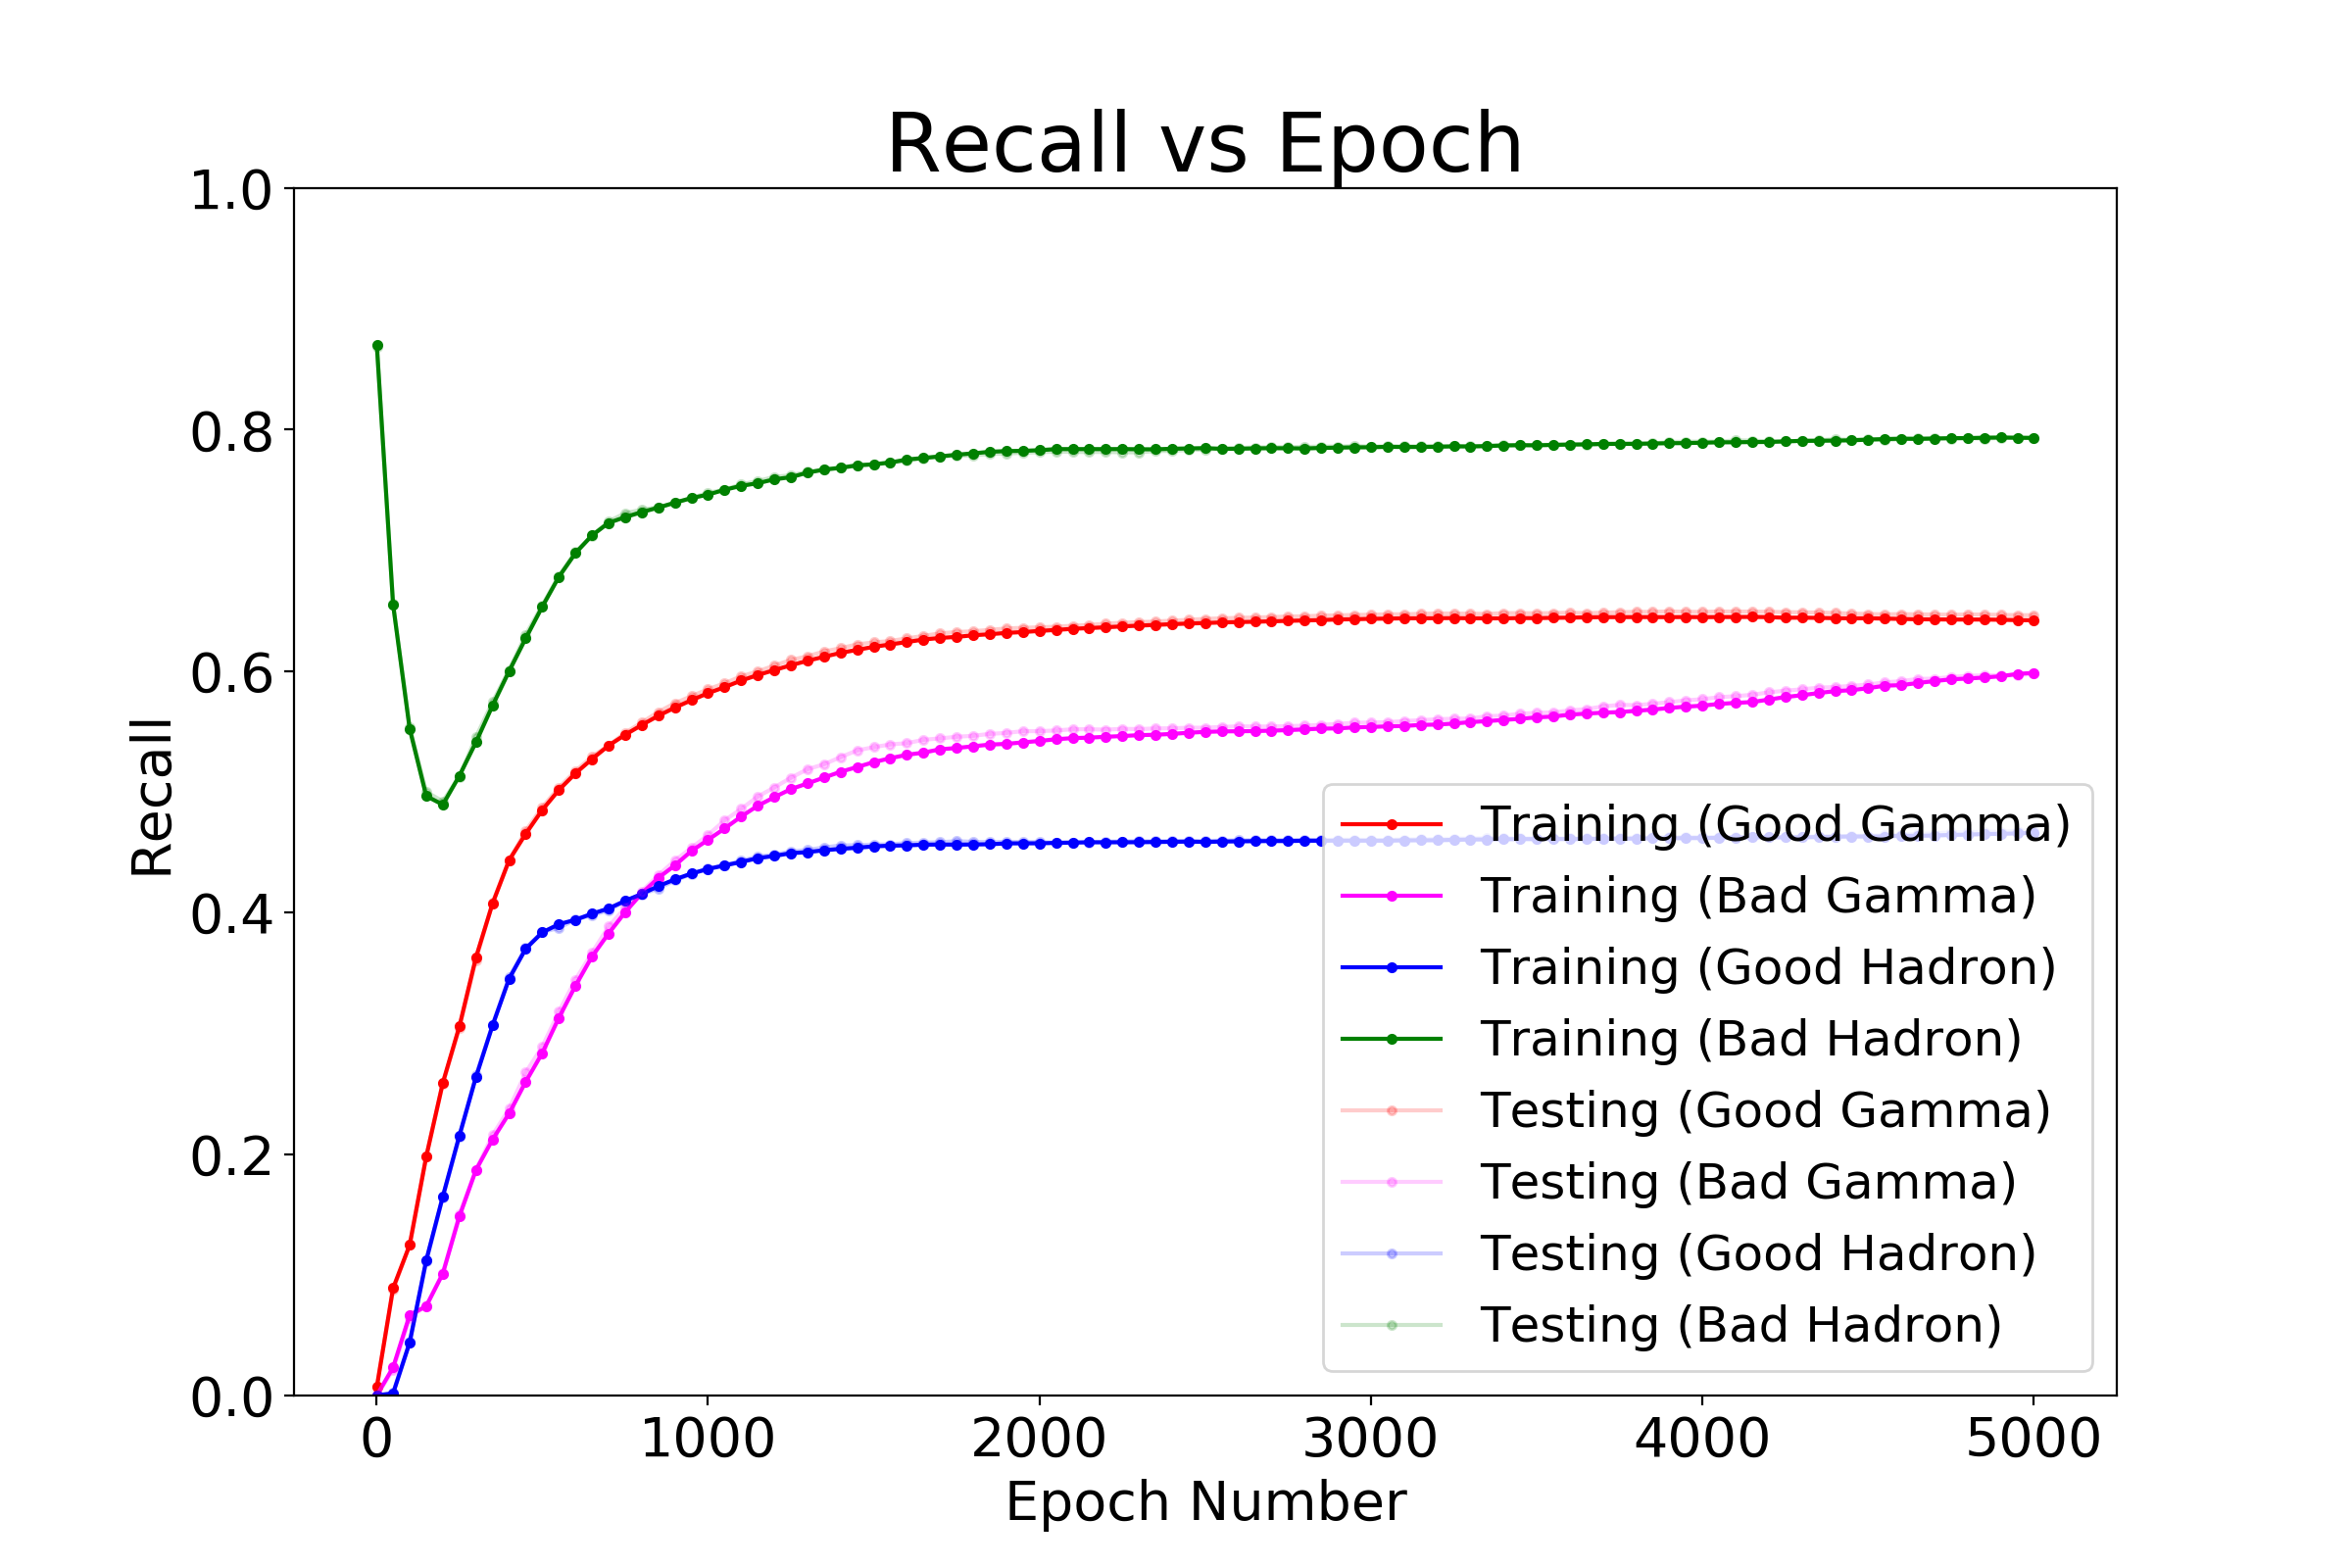 Recall vs Epoch
1.0
0.8
0.6
0.4
0.2
0.0
Recall
Training (Good Gamma)
Training (Bad Gamma)
Training (Good Hadron)
Training (Bad Hadron)
Testing (Good Gamma)
Testing (Bad Gamma)
Testing (Good Hadron)
Testing (Bad Hadron)
0 1000 2000 3000 4000 5000
Epoch Number